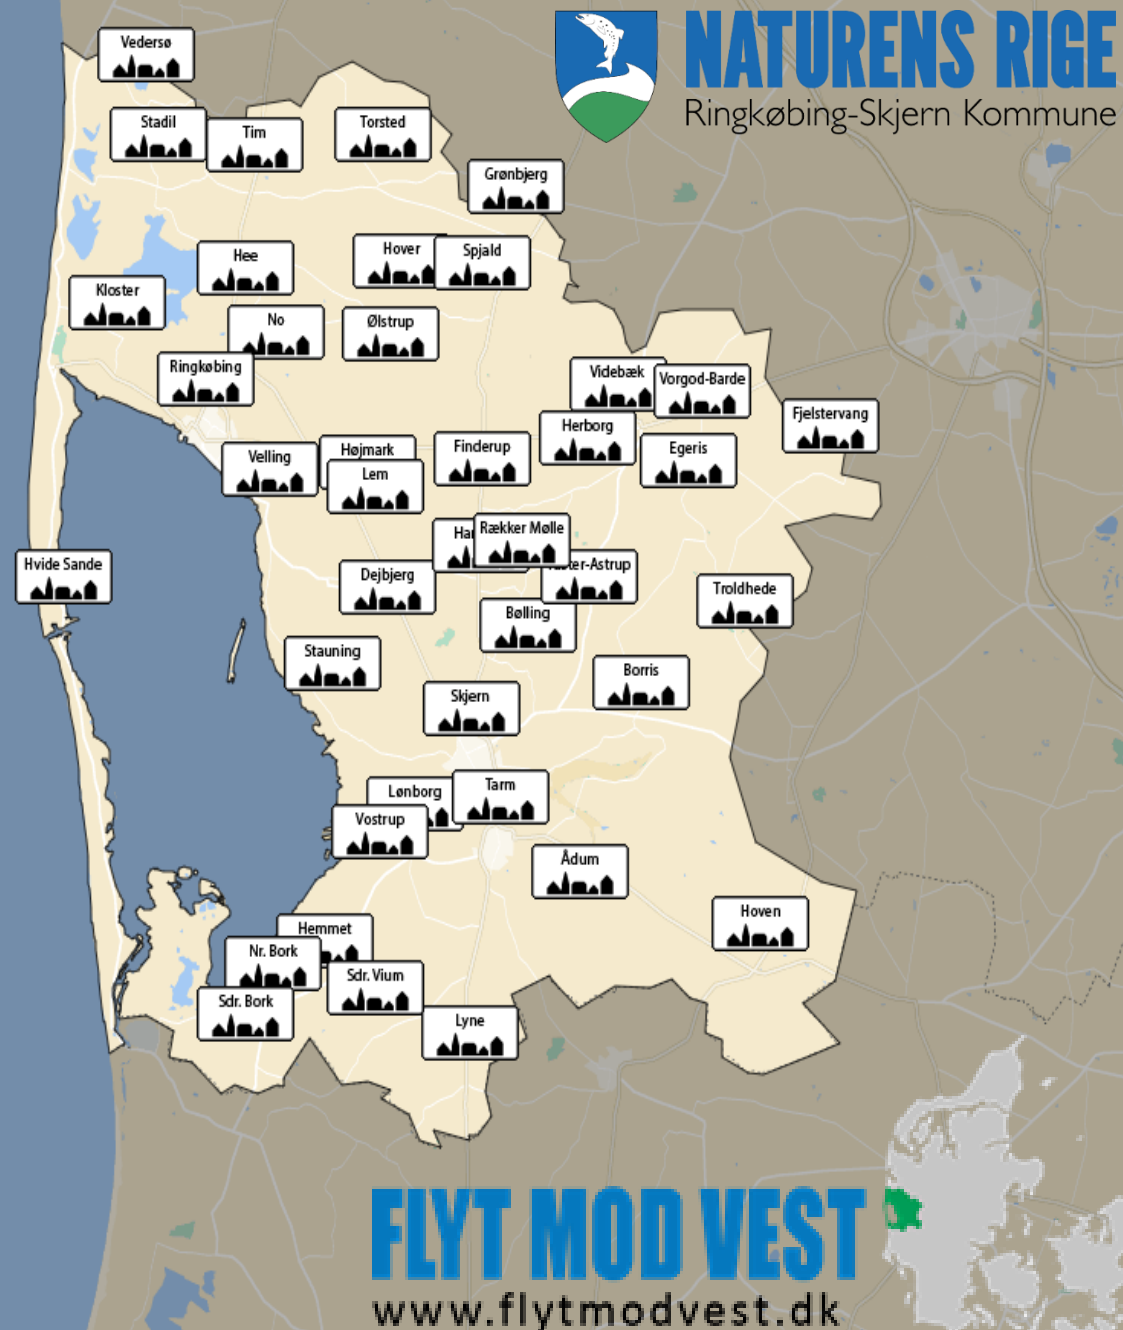 NATURENS RIGE
Ringkøbing-Skjern Kommune
Vedersø
Stadil
Tim
Torsted
Grønbjerg
Hee
Hover
Spjald
Kloster
No
Ølstrup
Ringkøbing
Videbæk
Vorgod-Barde
Fjelstervang
Herborg
Velling
Højmark
Finderup
Egeris
Lem
Rækker Mølle
Hvide Sande
Dejbjerg
Troldhede
Bølling
Stauning
Borris
Skjern
Lønborg
Tarm
Vostrup
Ådum
Hoven
Hemmet
Nr. Bork
Sdr. Vium
Sdr. Bork
Lyne
FLYT MOD VEST
www.flytmodvest.dk